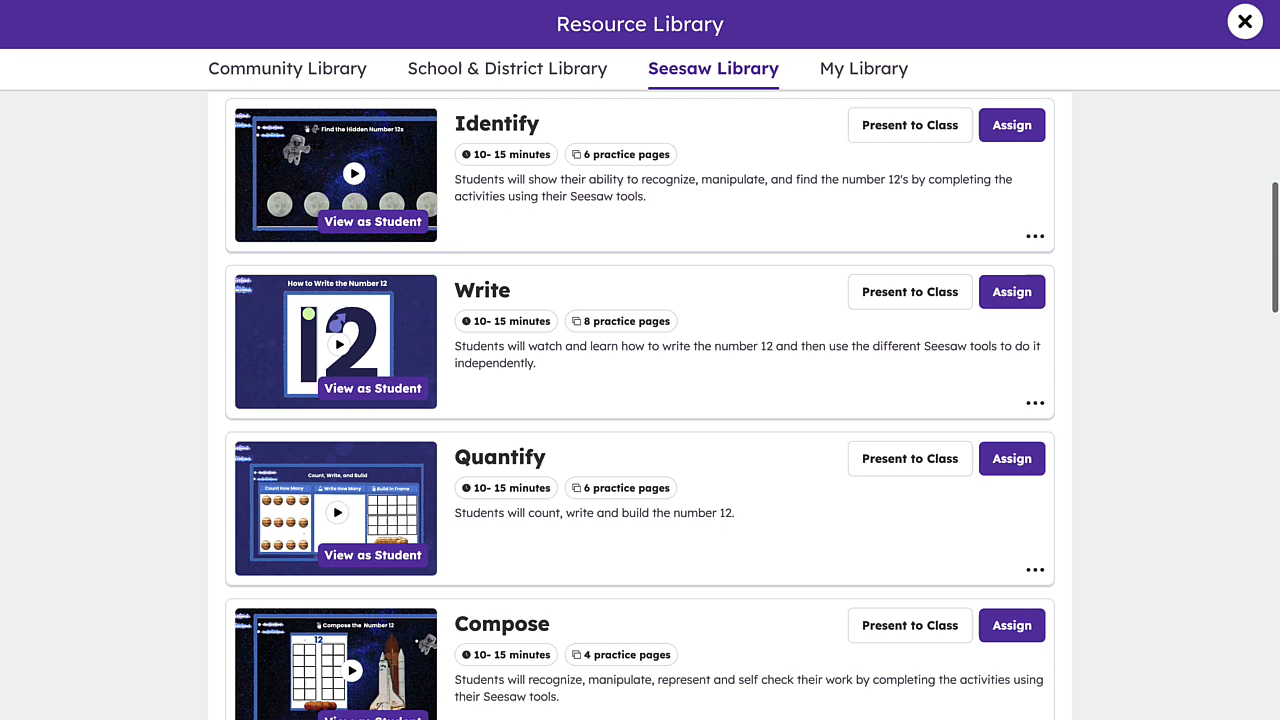 Resource Library
Community Library
School & District Library
Seesaw Library
My Library
Find the Hidden Number 12s
View as Student
Identify
10- 15 minutes
6 practice pages
Students will show their ability to recognize, manipulate, and find the number 12's by completing the
activities using their Seesaw tools.
Present to Class
Assign
How to Write the Number 12
12
View as Student
Write
10- 15 minutes
8 practice pages
Students will watch and learn how to write the number 12 and then use the different Seesaw tools to do it
independently.
Present to Class
Assign
Count, Write, and Build
Count How Many
Write How Many
Build in Frame
View as Student
Quantify
10- 15 minutes
6 practice pages
Students will count, write and build the number 12.
Present to Class
Assign
Compose the Number 12
12
View as Student
Compose
10- 15 minutes
4 practice pages
Students will recognize, manipulate, represent and self check their work by completing the activities using
their Seesaw tools.
Present to Class
Assign